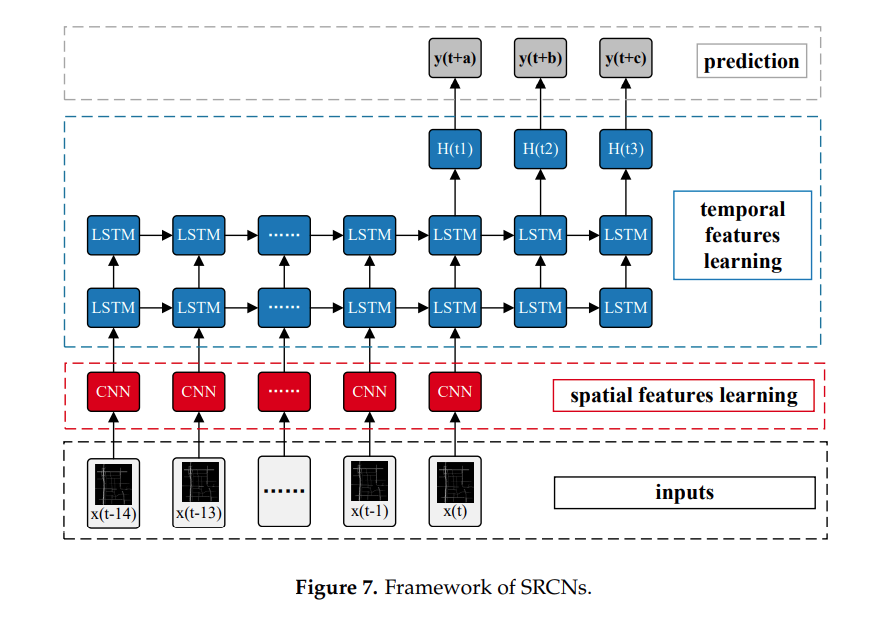 y(t+a) y(t+b) y(t+c) prediction
H(t1) H(t2) H(t3)
temporal
features
learning
LSTM LSTM ...... LSTM LSTM LSTM LSTM
LSTM LSTM ...... LSTM LSTM LSTM LSTM
CNN CNN ...... CNN CNN spatial features learning
...... inputs
x(t-14) x(t-13) x(t-1) x(t)
Figure 7. Framework of SRCNs.